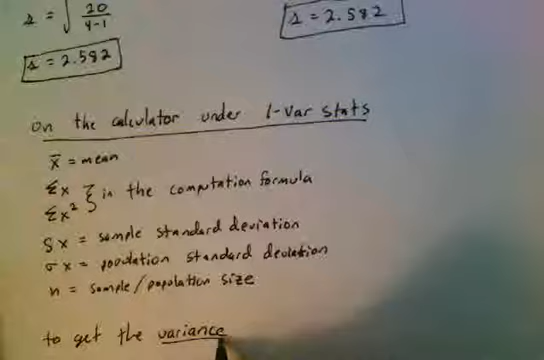 s = √ 20 / 4-1
s = 2.582
s = 2.582
on the calculator under 1-Var stats
x̄ = mean
Σx
Σx² } in the computation formula
Sx = sample standard deviation
σx = population standard deviation
n = sample/population size
to get the variance